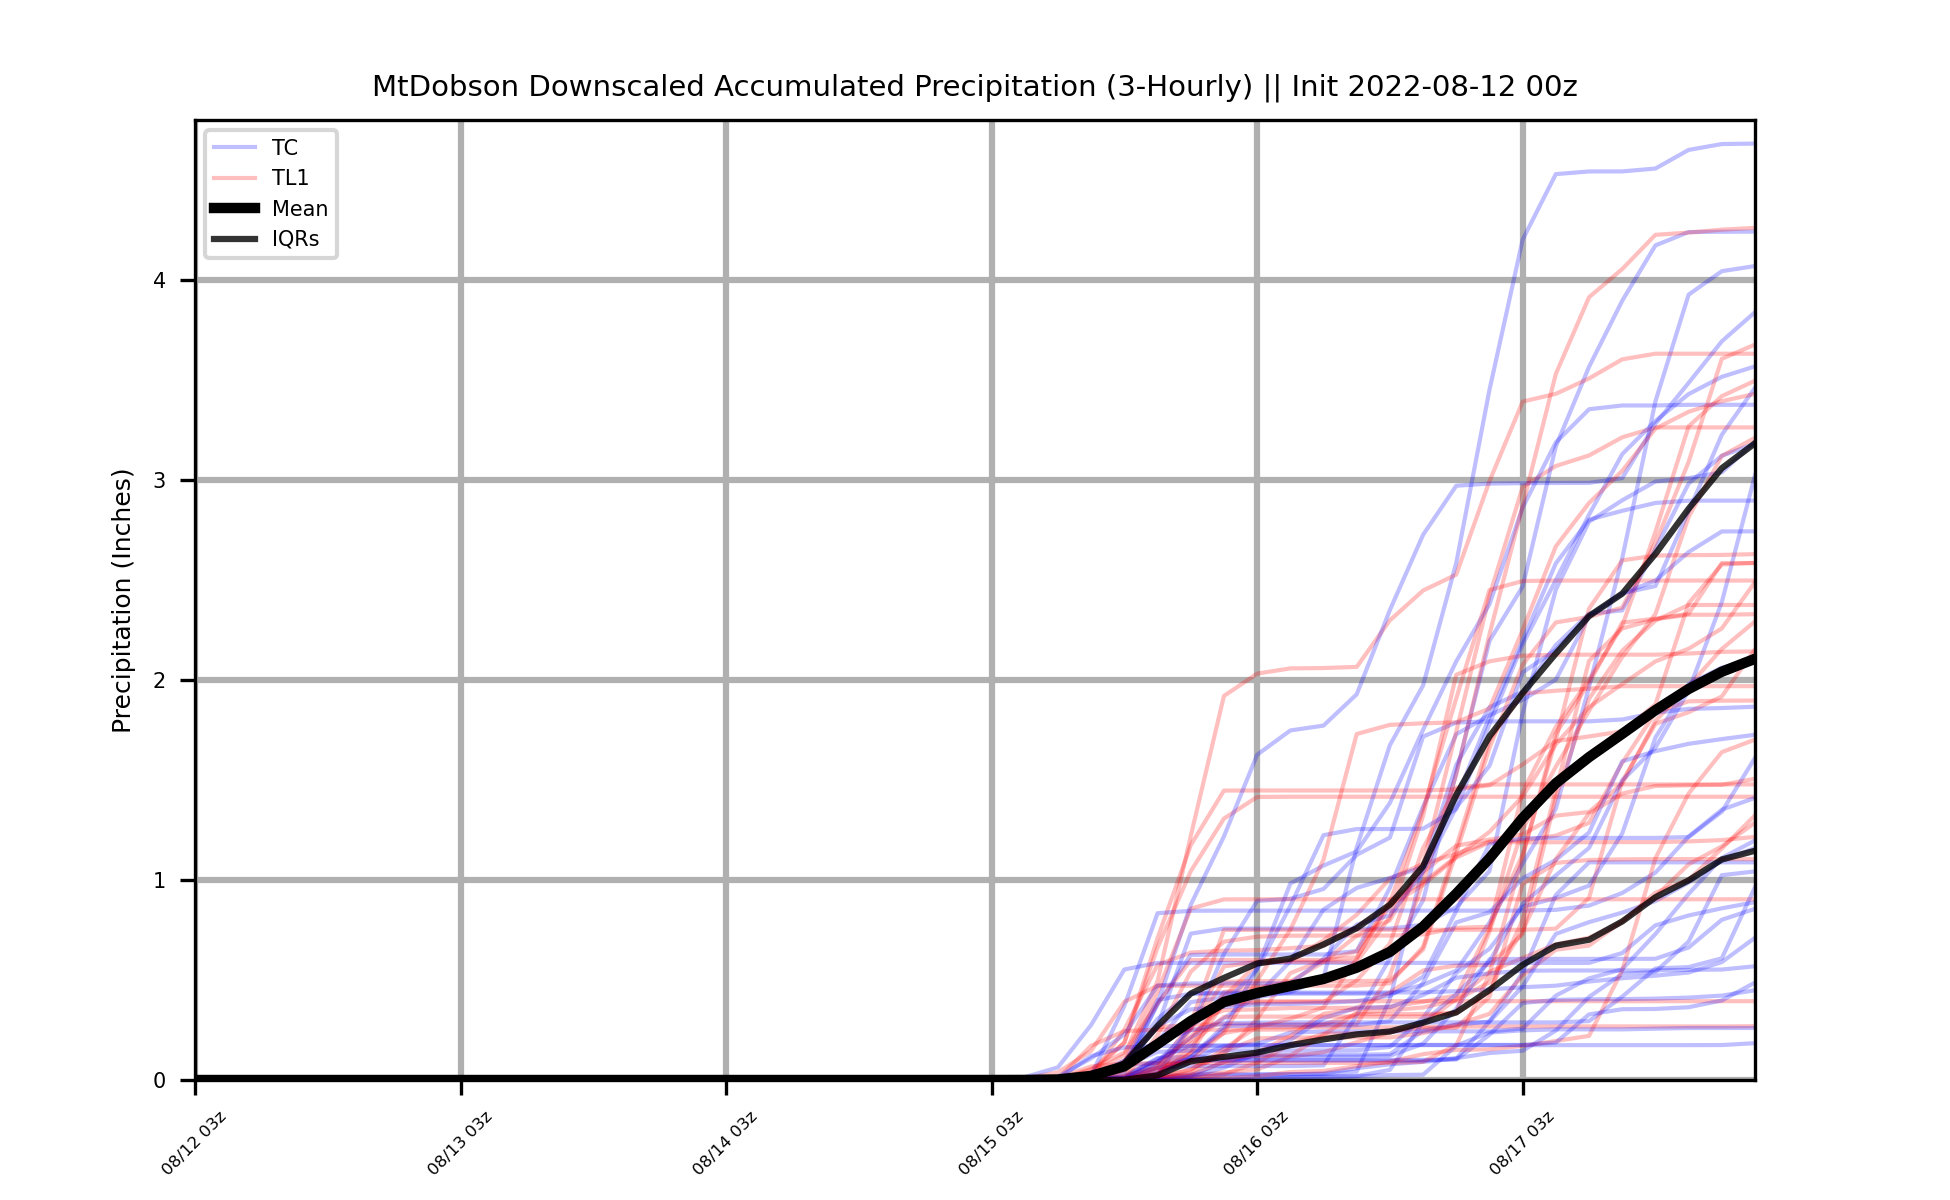 MtDobson Downscaled Accumulated Precipitation (3-Hourly) || Init 2022-08-12 00z
TC
TL1
Mean
IQRs
Precipitation (Inches)
4
3
2
1
0
08/12 03z
08/13 03z
08/14 03z
08/15 03z
08/16 03z
08/17 03z